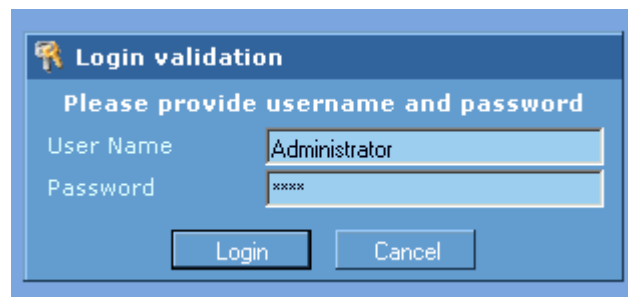 Login validation
Please provide username and password
User Name Administrator
Password ****
Login Cancel